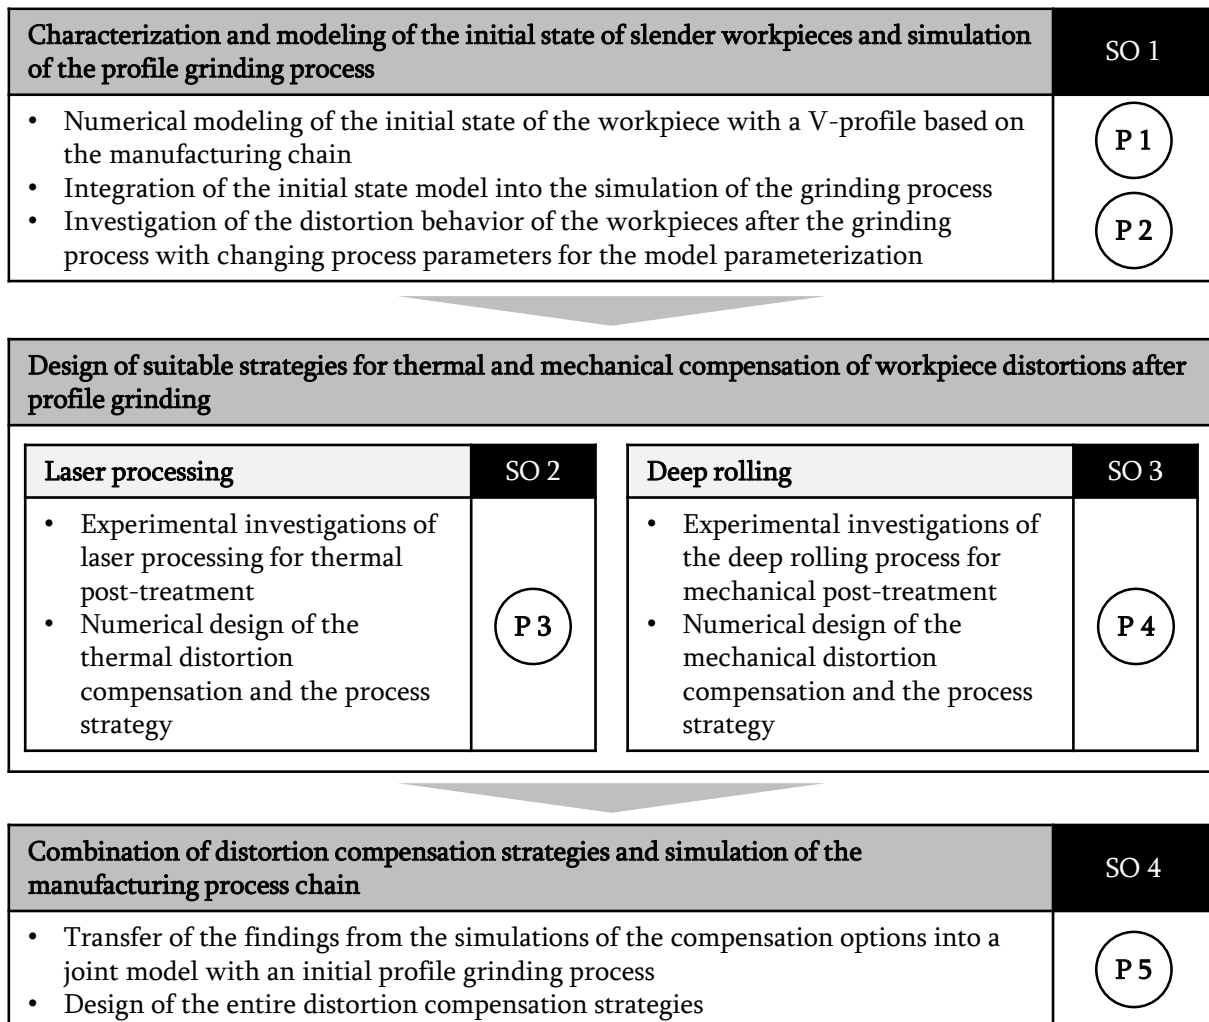 Characterization and modeling of the initial state of slender workpieces and simulation
of the profile grinding process
SO 1
• Numerical modeling of the initial state of the workpiece with a V-profile based on
the manufacturing chain
• Integration of the initial state model into the simulation of the grinding process
• Investigation of the distortion behavior of the workpieces after the grinding
process with changing process parameters for the model parameterization
P 1
P 2
Design of suitable strategies for thermal and mechanical compensation of workpiece distortions after
profile grinding
Laser processing
SO 2
• Experimental investigations of
laser processing for thermal
post-treatment
• Numerical design of the
thermal distortion
compensation and the process
strategy
P 3
Deep rolling
SO 3
• Experimental investigations of
the deep rolling process for
mechanical post-treatment
• Numerical design of the
mechanical distortion
compensation and the process
strategy
P 4
Combination of distortion compensation strategies and simulation of the
manufacturing process chain
SO 4
• Transfer of the findings from the simulations of the compensation options into a
joint model with an initial profile grinding process
• Design of the entire distortion compensation strategies
P 5